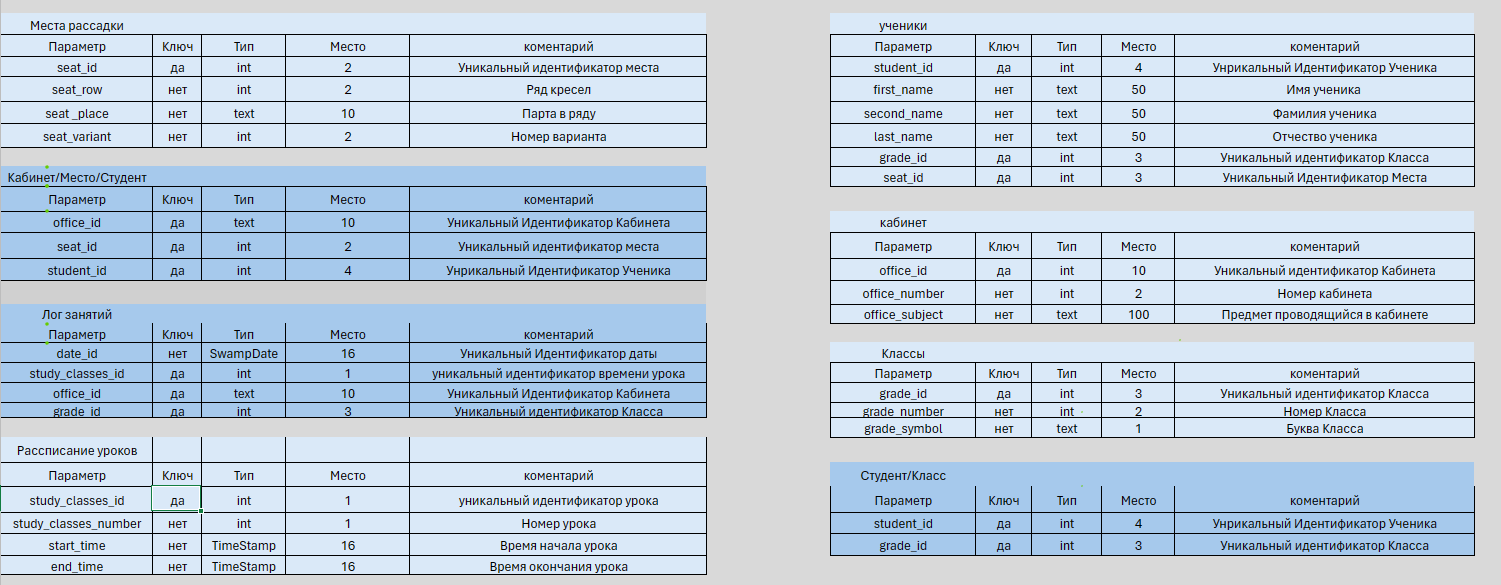 Места рассадки
Параметр Ключ Тип Место коментарий
seat_id да int 2 Уникальный идентификатор места
seat_row нет int 2 Ряд кресел
seat _place нет text 10 Парта в ряду
seat_variant нет int 2 Номер варианта
Кабинет/Место/Студент
Параметр Ключ Тип Место коментарий
office_id да text 10 Уникальный Идентификатор Кабинета
seat_id да int 2 Уникальный идентификатор места
student_id да int 4 Унрикальный Идентификатор Ученика
Лог занятий
Параметр Ключ Тип Место коментарий
date_id нет SwampDate 16 Уникальный Идентификатор даты
study_classes_id да int 1 уникальный идентификатор времени урока
office_id да text 10 Уникальный Идентификатор Кабинета
grade_id да int 3 Уникальный идентификатор Класса
Рассписание уроков
Параметр Ключ Тип Место коментарий
study_classes_id да int 1 уникальный идентификатор урока
study_classes_number нет int 1 Номер урока
start_time нет TimeStamp 16 Время начала урока
end_time нет TimeStamp 16 Время окончания урока
ученики
Параметр Ключ Тип Место коментарий
student_id да int 4 Унрикальный Идентификатор Ученика
first_name нет text 50 Имя ученика
second_name нет text 50 Фамилия ученика
last_name нет text 50 Отчество ученика
grade_id да int 3 Уникальный идентификатор Класса
seat_id да int 3 Уникальный Идентификатор Места
кабинет
Параметр Ключ Тип Место коментарий
office_id да int 10 Уникальный идентификатор Кабинета
office_number нет int 2 Номер кабинета
office_subject нет text 100 Предмет проводящийся в кабинете
Классы
Параметр Ключ Тип Место коментарий
grade_id да int 3 Уникальный идентификатор Класса
grade_number нет int 2 Номер Класса
grade_symbol нет text 1 Буква Класса
Студент/Класс
Параметр Ключ Тип Место коментарий
student_id да int 4 Унрикальный Идентификатор Ученика
grade_id да int 3 Уникальный идентификатор Класса